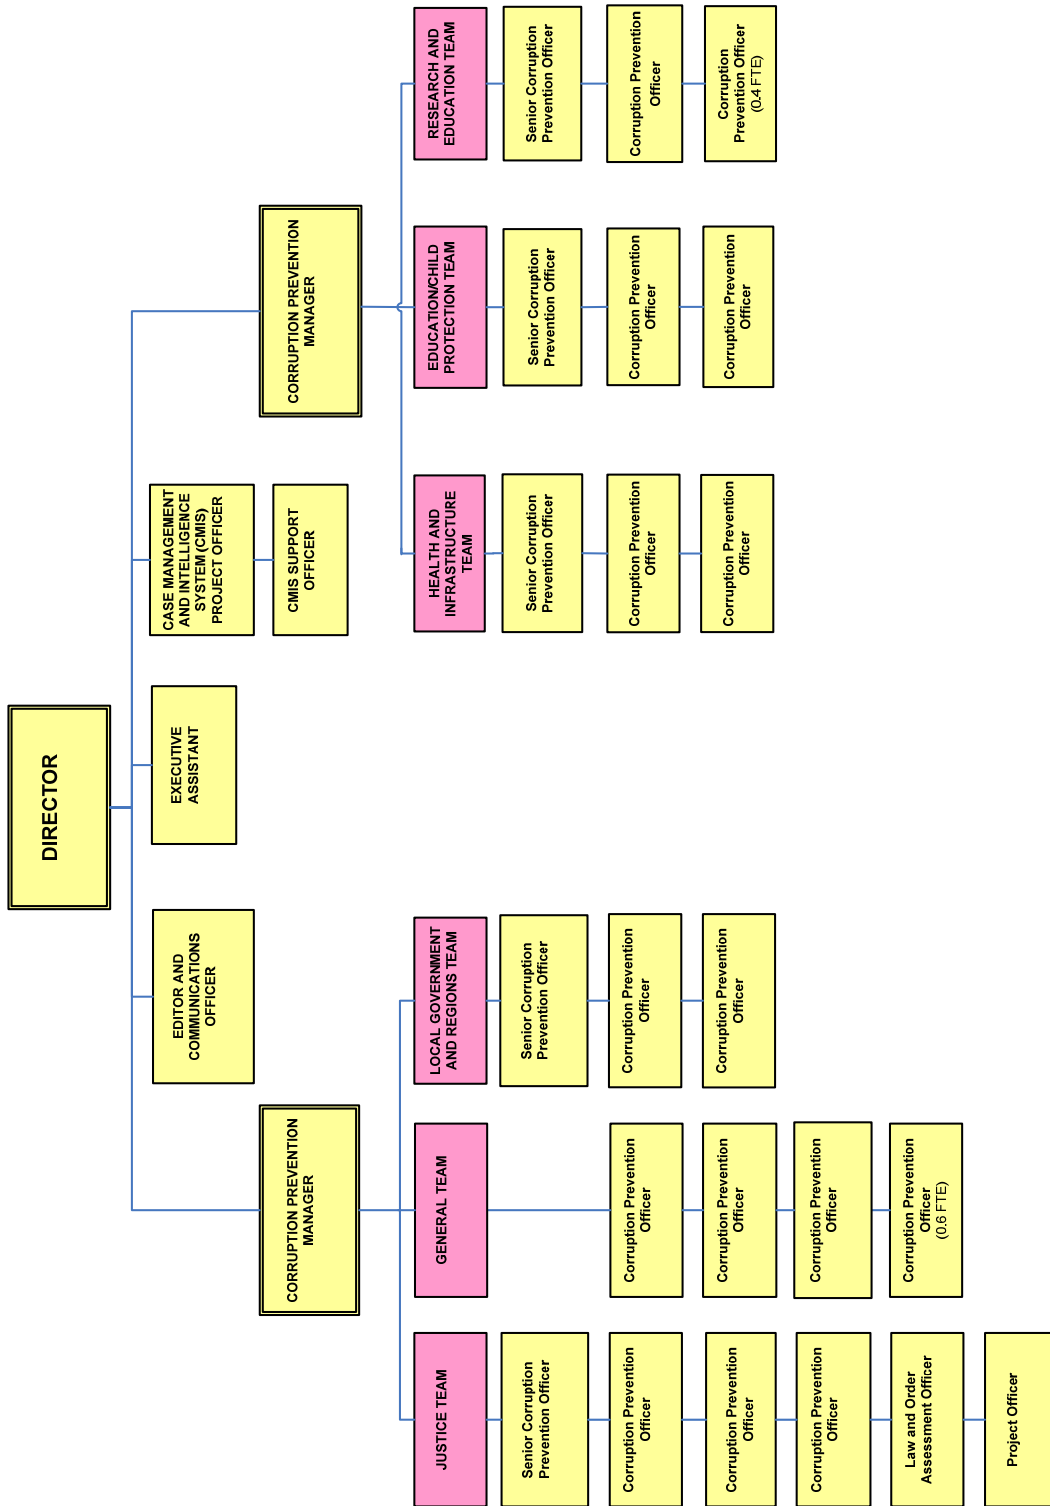 DIRECTOR
EDITOR AND
COMMUNICATIONS
OFFICER
EXECUTIVE
ASSISTANT
CASE MANAGEMENT
AND INTELLIGENCE
SYSTEM (CMIS)
PROJECT OFFICER
CMIS SUPPORT
OFFICER
CORRUPTION PREVENTION
MANAGER
CORRUPTION PREVENTION
MANAGER
JUSTICE TEAM
Senior Corruption
Prevention Officer
Corruption Prevention
Officer
Corruption Prevention
Officer
Corruption Prevention
Officer
Law and Order
Assessment Officer
Project Officer
GENERAL TEAM
Corruption Prevention
Officer
Corruption Prevention
Officer
Corruption Prevention
Officer
Corruption Prevention
Officer
(0.6 FTE)
LOCAL GOVERNMENT
AND REGIONS TEAM
Senior Corruption
Prevention Officer
Corruption Prevention
Officer
Corruption Prevention
Officer
HEALTH AND
INFRASTRUCTURE
TEAM
Senior Corruption
Prevention Officer
Corruption Prevention
Officer
Corruption Prevention
Officer
EDUCATION/CHILD
PROTECTION TEAM
Senior Corruption
Prevention Officer
Corruption Prevention
Officer
Corruption Prevention
Officer
RESEARCH AND
EDUCATION TEAM
Senior Corruption
Prevention Officer
Corruption Prevention
Officer
Corruption
Prevention Officer
(0.4 FTE)